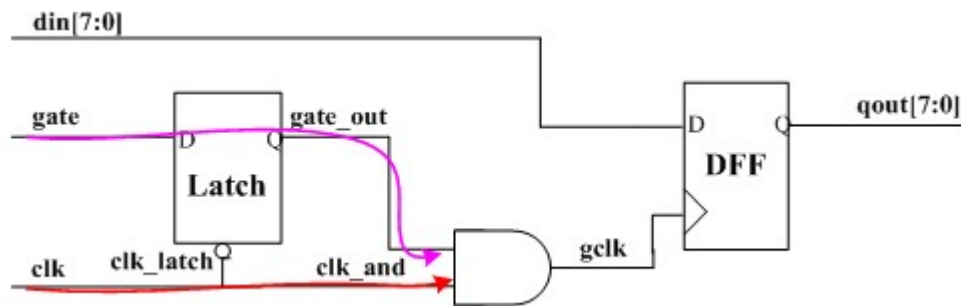 din[7:0]
gate
gate_out
qout[7:0]
D
Q
D
Q
Latch
DFF
clk
clk_latch
clk_and
gclk